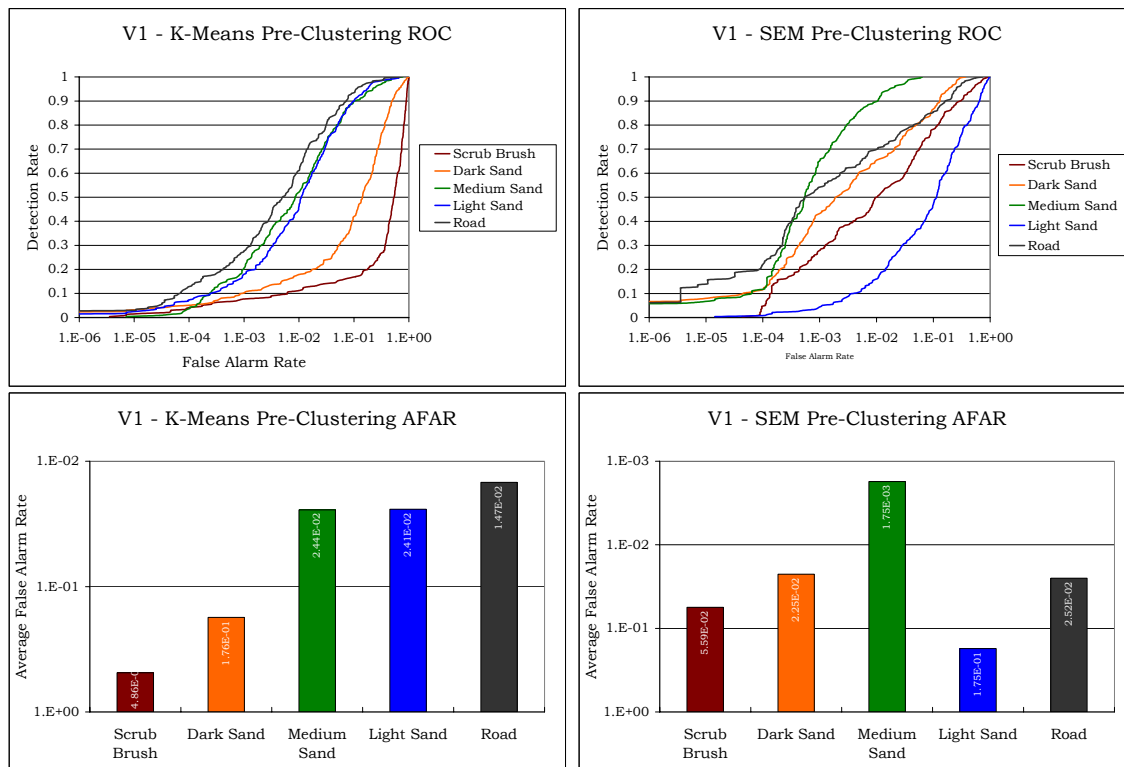 V1 - K-Means Pre-Clustering ROC
Detection Rate
1
0.9
0.8
0.7
0.6
0.5
0.4
0.3
0.2
0.1
0
1.E-06 1.E-05 1.E-04 1.E-03 1.E-02 1.E-01 1.E+00
False Alarm Rate
Scrub Brush
Dark Sand
Medium Sand
Light Sand
Road
V1 - SEM Pre-Clustering ROC
Detection Rate
1
0.9
0.8
0.7
0.6
0.5
0.4
0.3
0.2
0.1
0
1.E-06 1.E-05 1.E-04 1.E-03 1.E-02 1.E-01 1.E+00
False Alarm Rate
Scrub Brush
Dark Sand
Medium Sand
Light Sand
Road
V1 - K-Means Pre-Clustering AFAR
Average False Alarm Rate
1.E-02
1.E-01
1.E+00
1.76E-01
2.44E-02
2.41E-02
1.47E-02
Scrub Dark Sand Medium Light Sand Road
Brush Sand
V1 - SEM Pre-Clustering AFAR
Average False Alarm Rate
1.E-03
1.E-02
1.E-01
1.E+00
5.59E-02
2.25E-02
1.75E-03
1.75E-01
2.52E-02
Scrub Dark Sand Medium Light Sand Road
Brush Sand